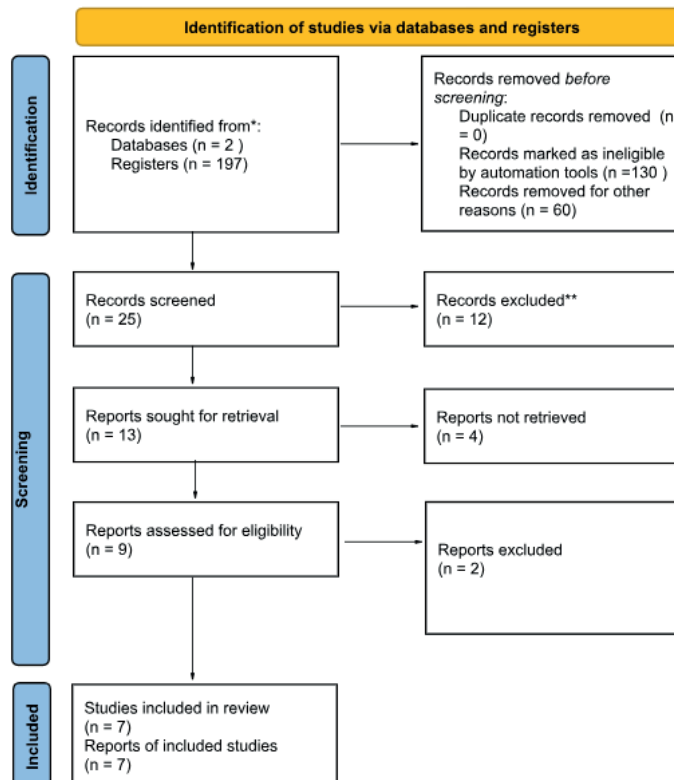 Identification of studies via databases and registers
Identification
Records identified from*:
Databases (n = 2 )
Registers (n = 197)
Records removed before
screening:
Duplicate records removed (n
= 0)
Records marked as ineligible
by automation tools (n =130 )
Records removed for other
reasons (n = 60)
Screening
Records screened
(n = 25)
Records excluded**
(n = 12)
Reports sought for retrieval
(n = 13)
Reports not retrieved
(n = 4)
Reports assessed for eligibility
(n = 9)
Reports excluded
(n = 2)
Included
Studies included in review
(n = 7)
Reports of included studies
(n = 7)